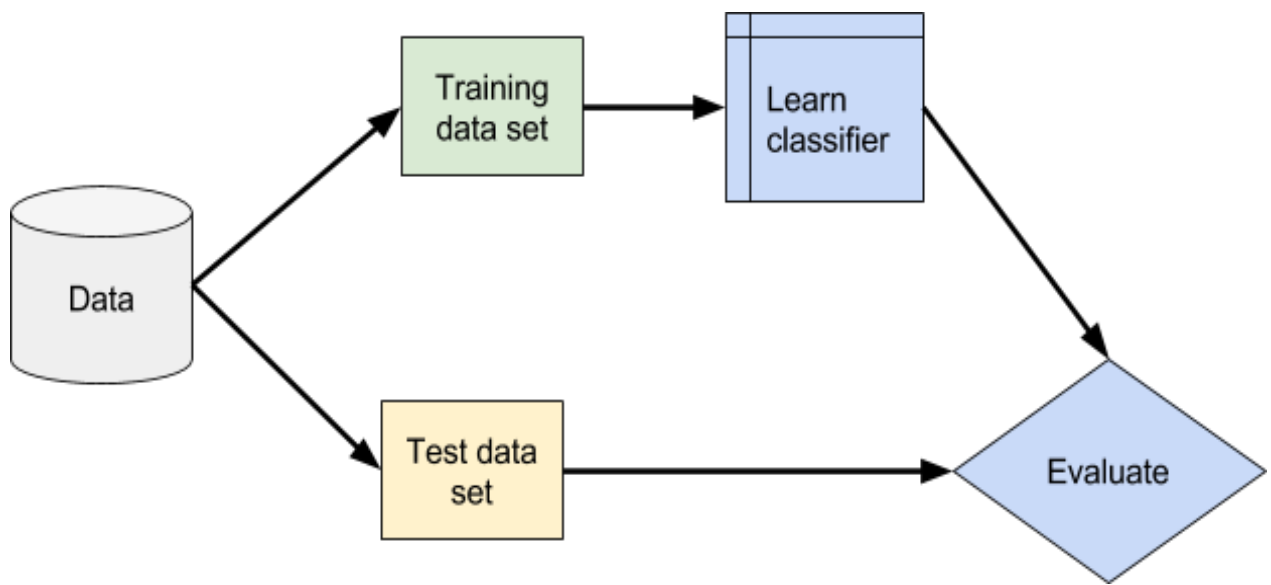 Training
data set
Learn
classifier
Data
Test data
set
Evaluate